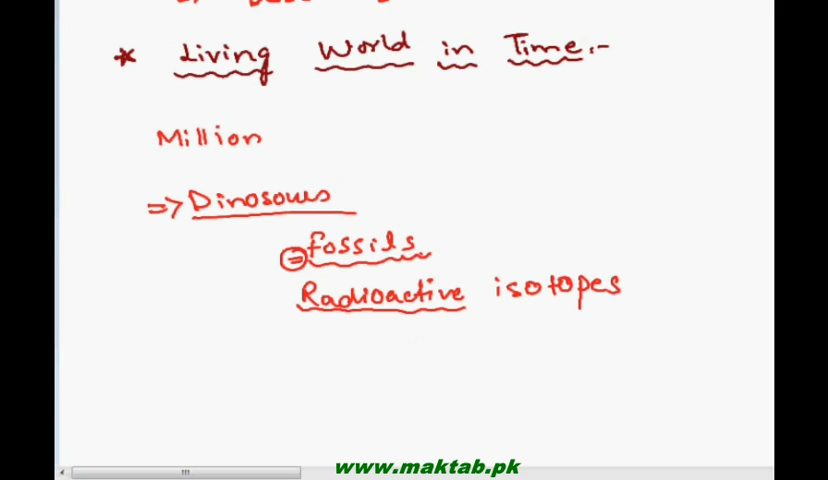 * Living World in Time:-
Million
=> Dinosours
= fossils
Radioactive isotopes
www.maktab.pk